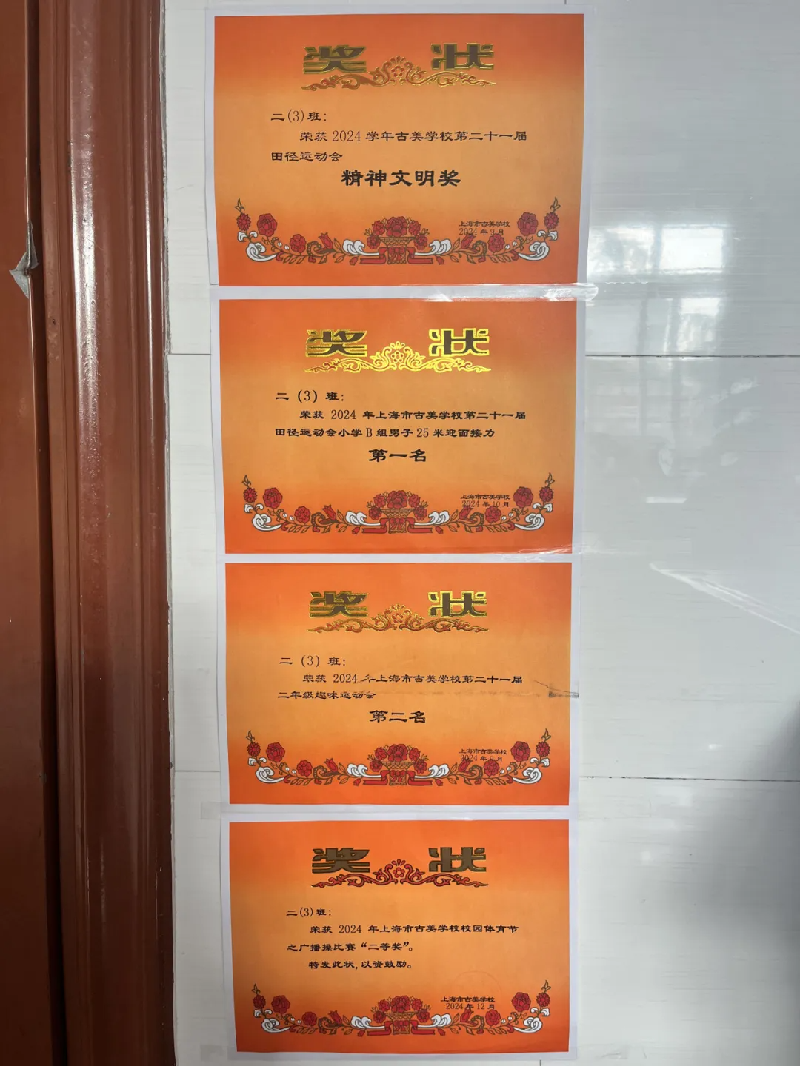 奖 状
二(3)班：
荣获 2024 学年古美学校第二十一届
田径运动会
精神文明奖
上海市古美学校
2024 年 月
奖 状
二（3）班：
荣获 2024 年上海市古美学校第二十一届
田径运动会小学 B 组男子 25 米迎面接力
第一名
上海市古美学校
2024 年 10 月
奖 状
二（3）班：
荣获 2024 上海市古美学校第二十一届
二年级趣味运动会
第二名
上海市古美学校
2024 年 月
奖 状
二(3)班：
荣获 2024 年上海市古美学校校园体育节
之广播操比赛“二等奖”。
特发此状，以资鼓励。
上海市古美学校
2024 年 12 月